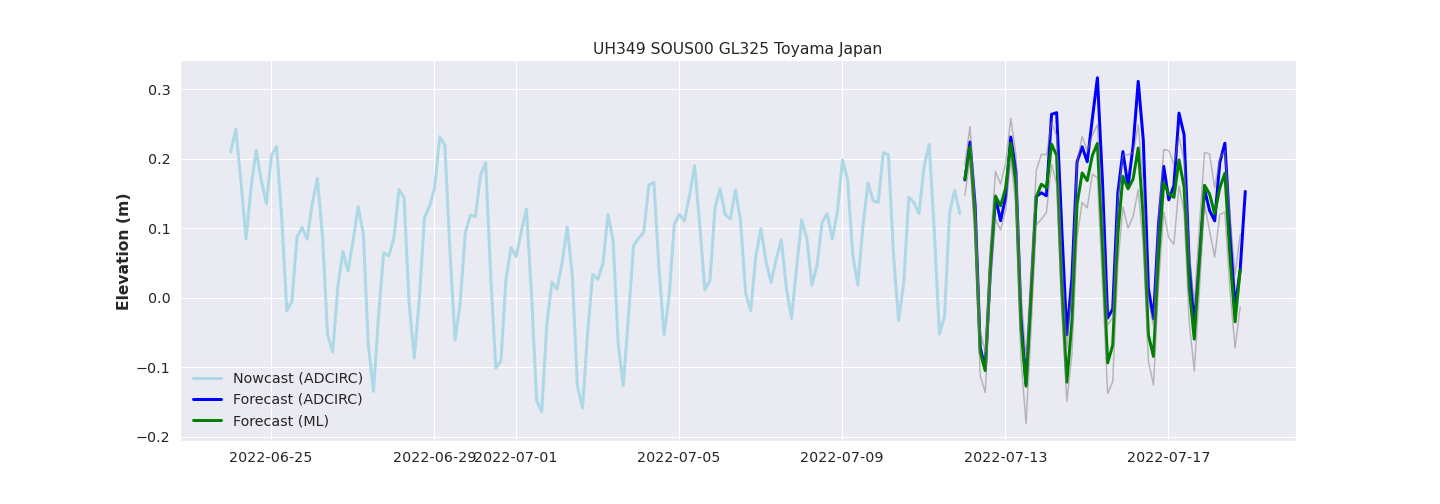 UH349 SOUS00 GL325 Toyama Japan
Elevation (m)
0.3
0.2
0.1
0.0
−0.1
−0.2
Nowcast (ADCIRC)
Forecast (ADCIRC)
Forecast (ML)
2022-06-25 2022-06-29 2022-07-01 2022-07-05 2022-07-09 2022-07-13 2022-07-17